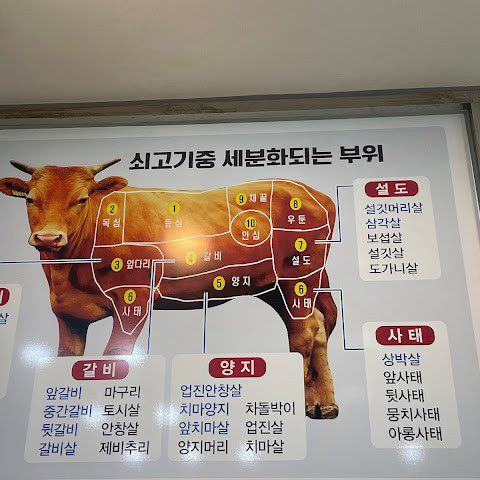 쇠고기중 세분화되는 부위
① 등심
② 목심
③ 앞다리
④ 갈비
⑤ 양지
⑥ 사태
⑥ 사태
⑦ 설도
⑧ 우둔
⑨ 채끝
⑩ 안심
설 도
설깃머리살
삼각살
보섭살
설깃살
도가니살
사 태
상박살
앞사태
뒷사태
뭉치사태
아롱사태
갈 비
앞갈비 마구리
중간갈비 토시살
뒷갈비 안창살
갈비살 제비추리
양 지
업진안창살
치마양지 차돌박이
앞치마살 업진살
양지머리 치마살
살